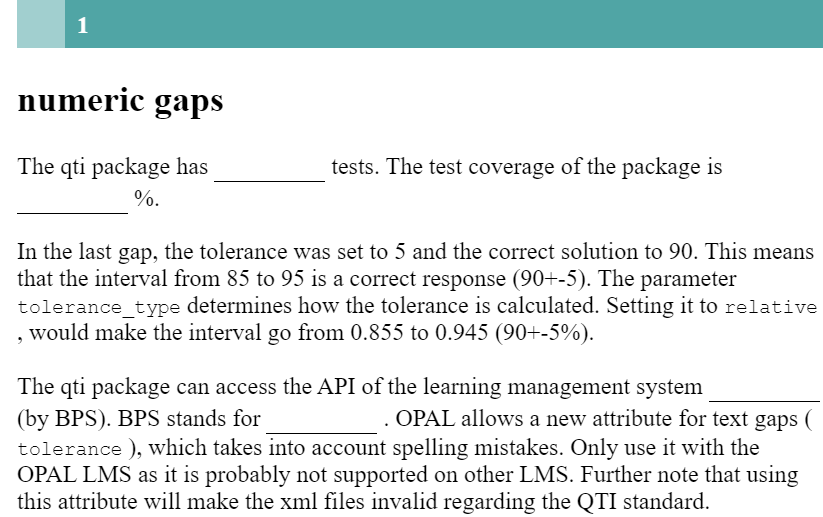 1
numeric gaps
The qti package has __________ tests. The test coverage of the package is
__________ %.
In the last gap, the tolerance was set to 5 and the correct solution to 90. This means
that the interval from 85 to 95 is a correct response (90+-5). The parameter
tolerance_type determines how the tolerance is calculated. Setting it to relative
, would make the interval go from 0.855 to 0.945 (90+-5%).
The qti package can access the API of the learning management system __________
(by BPS). BPS stands for __________ . OPAL allows a new attribute for text gaps (
tolerance ), which takes into account spelling mistakes. Only use it with the
OPAL LMS as it is probably not supported on other LMS. Further note that using
this attribute will make the xml files invalid regarding the QTI standard.